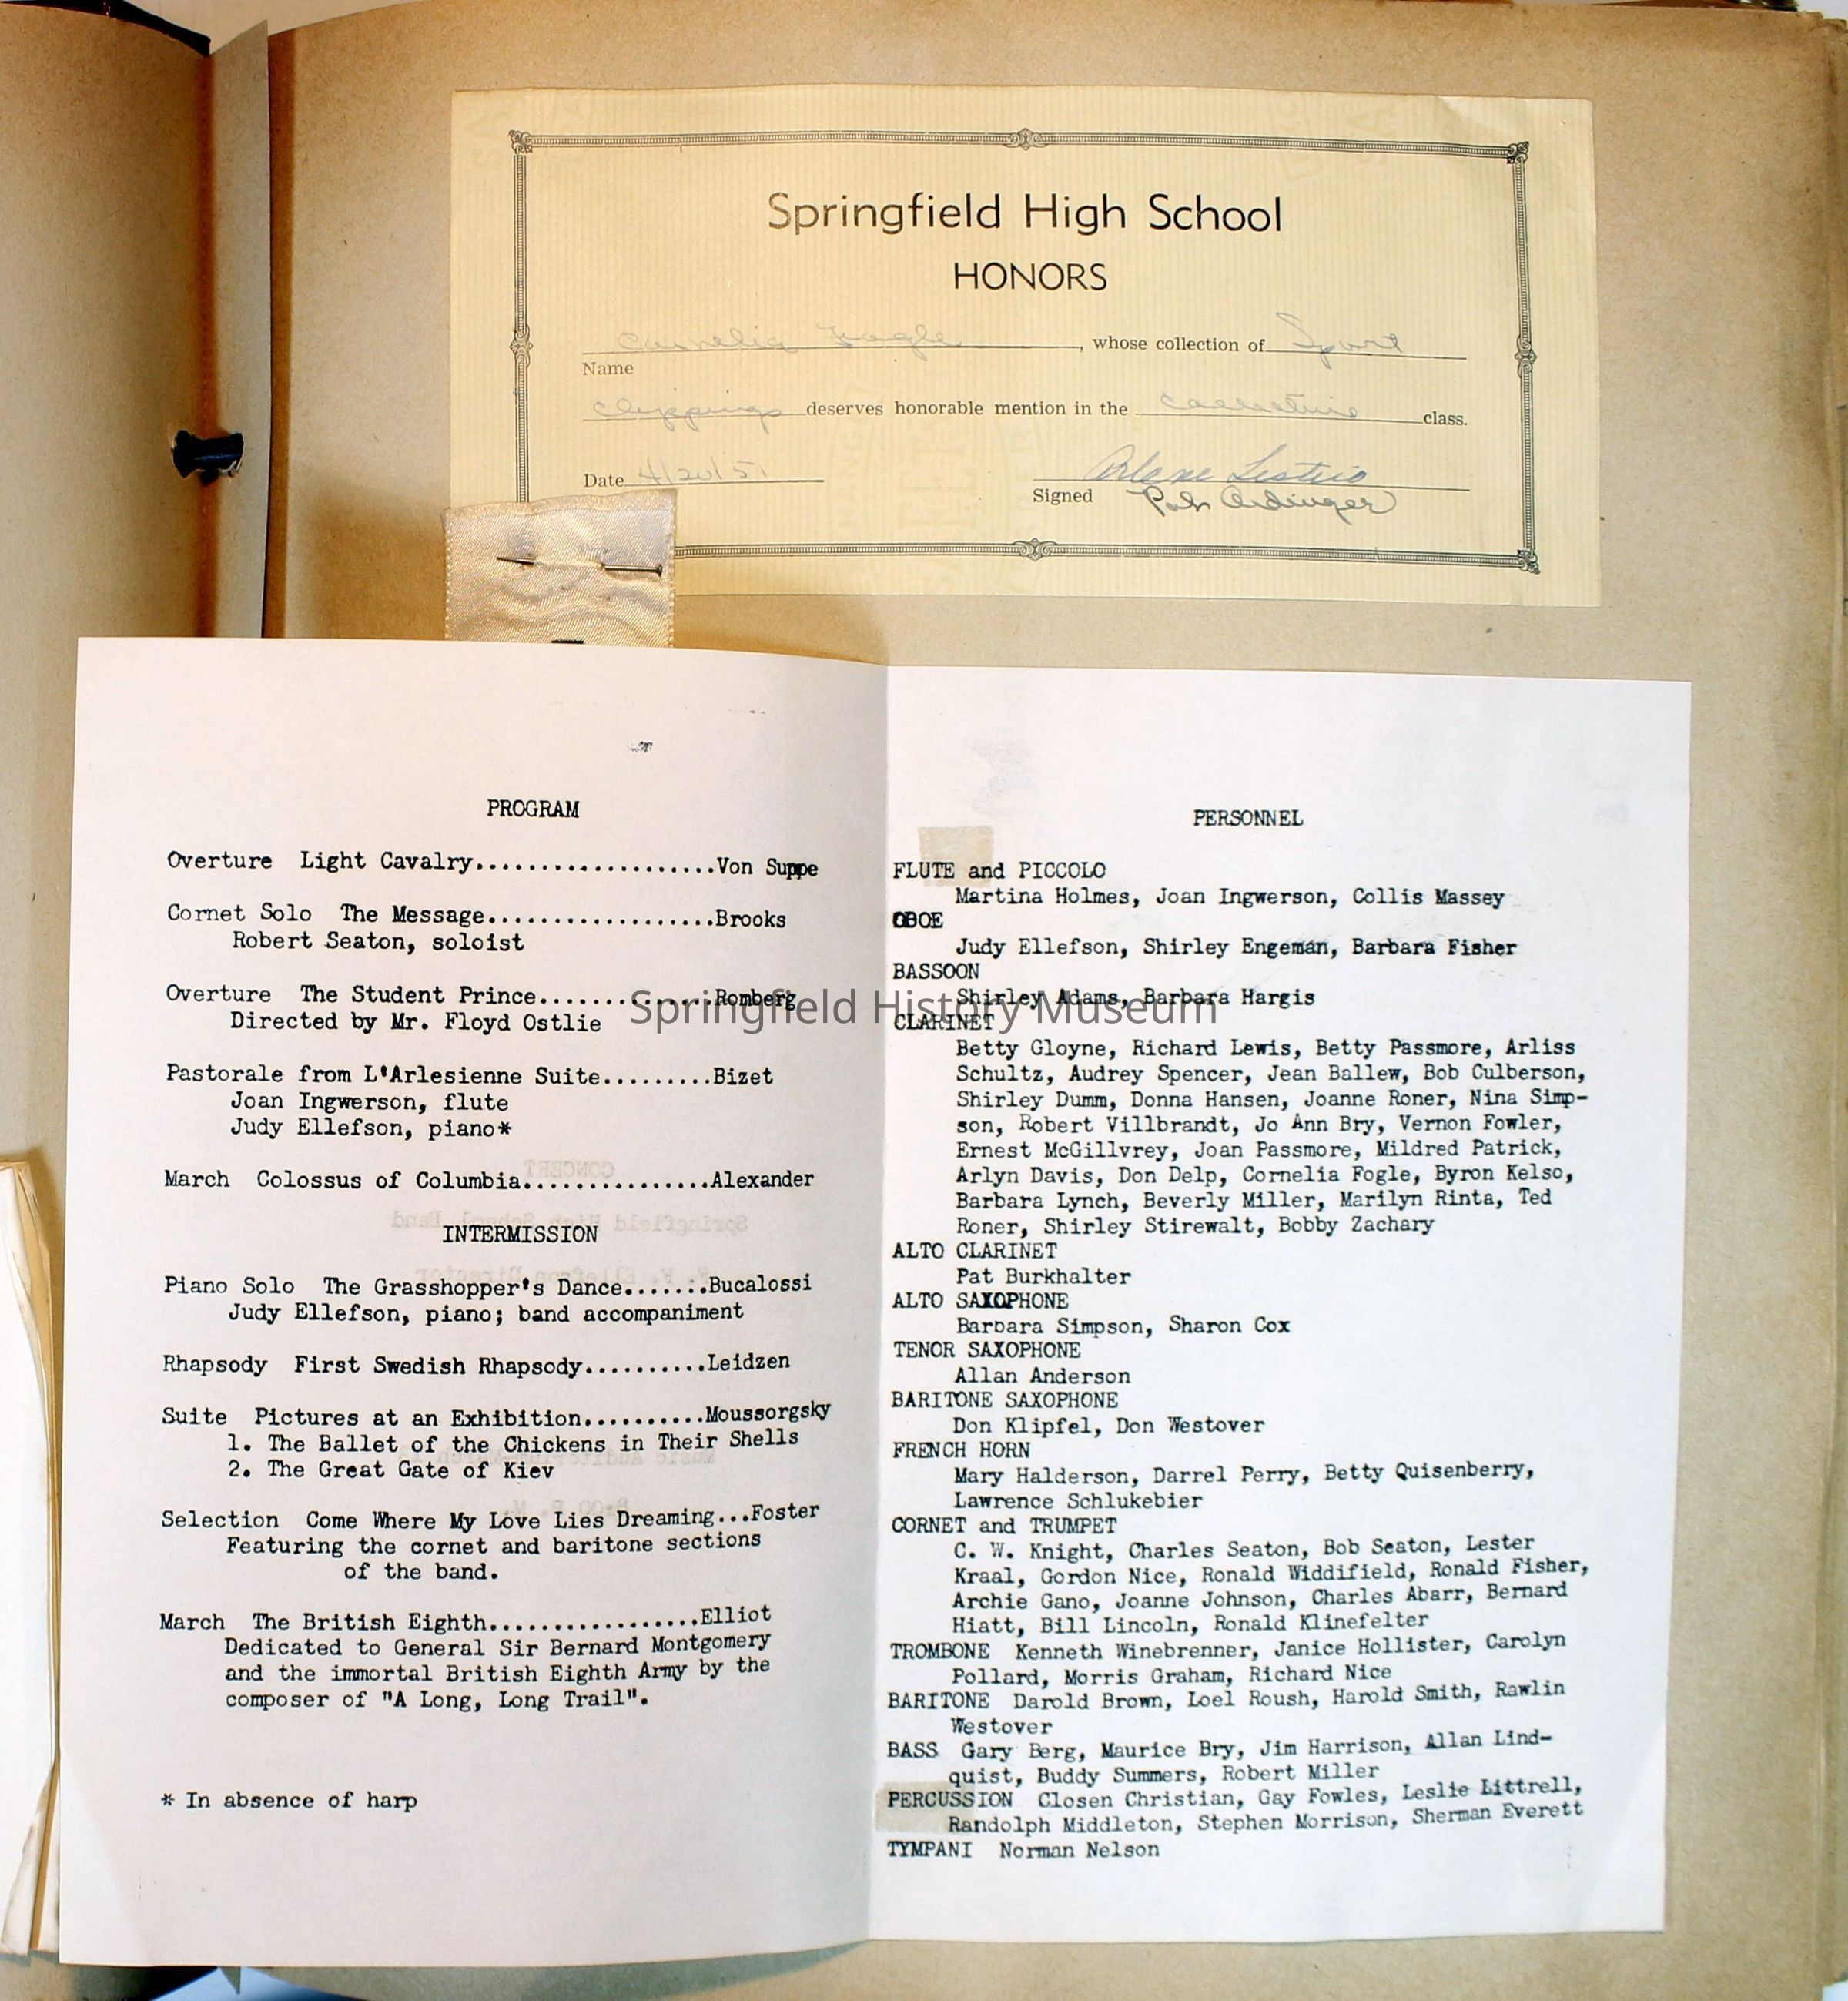 Springfield High School
HONORS
Cornelia Fogle, whose collection of Sport
Name
clippings deserves honorable mention in the class.
Date 4/20/51
Signed
PROGRAM
Overture Light Cavalry...................Von Suppe
Cornet Solo The Message..................Brooks
Robert Seaton, soloist
Overture The Student Prince..............Romberg
Directed by Mr. Floyd Ostlie
Pastorale from L'Arlesienne Suite.........Bizet
Joan Ingwerson, flute
Judy Ellefson, piano*
March Colossus of Columbia...............Alexander
INTERMISSION
Piano Solo The Grasshopper's Dance.......Bucalossi
Judy Ellefson, piano; band accompaniment
Rhapsody First Swedish Rhapsody..........Leidzen
Suite Pictures at an Exhibition..........Moussorgsky
1. The Ballet of the Chickens in Their Shells
2. The Great Gate of Kiev
Selection Come Where My Love Lies Dreaming...Foster
Featuring the cornet and baritone sections
of the band.
March The British Eighth.................Elliot
Dedicated to General Sir Bernard Montgomery
and the immortal British Eighth Army by the
composer of "A Long, Long Trail".
* In absence of harp
PERSONNEL
FLUTE and PICCOLO
Martina Holmes, Joan Ingwerson, Collis Massey
OBOE
Judy Ellefson, Shirley Engeman, Barbara Fisher
BASSOON
Shirley Adams, Barbara Hargis
CLARINET
Betty Gloyne, Richard Lewis, Betty Passmore, Arliss
Schultz, Audrey Spencer, Jean Ballew, Bob Culberson,
Shirley Dumm, Donna Hansen, Joanne Roner, Nina Simp-
son, Robert Villbrandt, Jo Ann Bry, Vernon Fowler,
Ernest McGillvrey, Joan Passmore, Mildred Patrick,
Arlyn Davis, Don Delp, Cornelia Fogle, Byron Kelso,
Barbara Lynch, Beverly Miller, Marilyn Rinta, Ted
Roner, Shirley Stirewalt, Bobby Zachary
ALTO CLARINET
Pat Burkhalter
ALTO SAXOPHONE
Barbara Simpson, Sharon Cox
TENOR SAXOPHONE
Allan Anderson
BARITONE SAXOPHONE
Don Klipfel, Don Westover
FRENCH HORN
Mary Halderson, Darrel Perry, Betty Quisenberry,
Lawrence Schlukebier
CORNET and TRUMPET
C. W. Knight, Charles Seaton, Bob Seaton, Lester
Kraal, Gordon Nice, Ronald Widdifield, Ronald Fisher,
Archie Gano, Joanne Johnson, Charles Abarr, Bernard
Hiatt, Bill Lincoln, Ronald Klinefelter
TROMBONE Kenneth Winebrenner, Janice Hollister, Carolyn
Pollard, Morris Graham, Richard Nice
BARITONE Darold Brown, Loel Roush, Harold Smith, Rawlin
Westover
BASS Gary Berg, Maurice Bry, Jim Harrison, Allan Lind-
quist, Buddy Summers, Robert Miller
PERCUSSION Closen Christian, Gay Fowles, Leslie Littrell,
Randolph Middleton, Stephen Morrison, Sherman Everett
TYMPANI Norman Nelson
Springfield History Museum